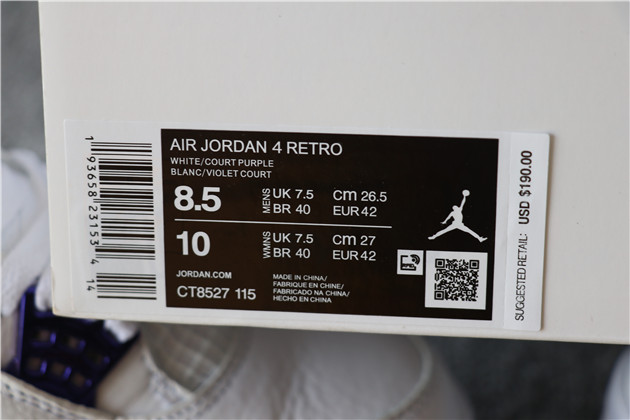 AIR JORDAN 4 RETRO
WHITE/COURT PURPLE
BLANC/VIOLET COURT
8.5 MENS UK 7.5 Cm 26.5
BR 40 EUR 42
10 WMNS UK 7.5 Cm 27
BR 40 EUR 42
JORDAN.COM
CT8527 115
MADE IN CHINA/
FABRIQUE EN CHINE/
FABRICADO NA CHINA/
HECHO EN CHINA
1 93658 23153 4 14
SUGGESTED RETAIL: USD $190.00